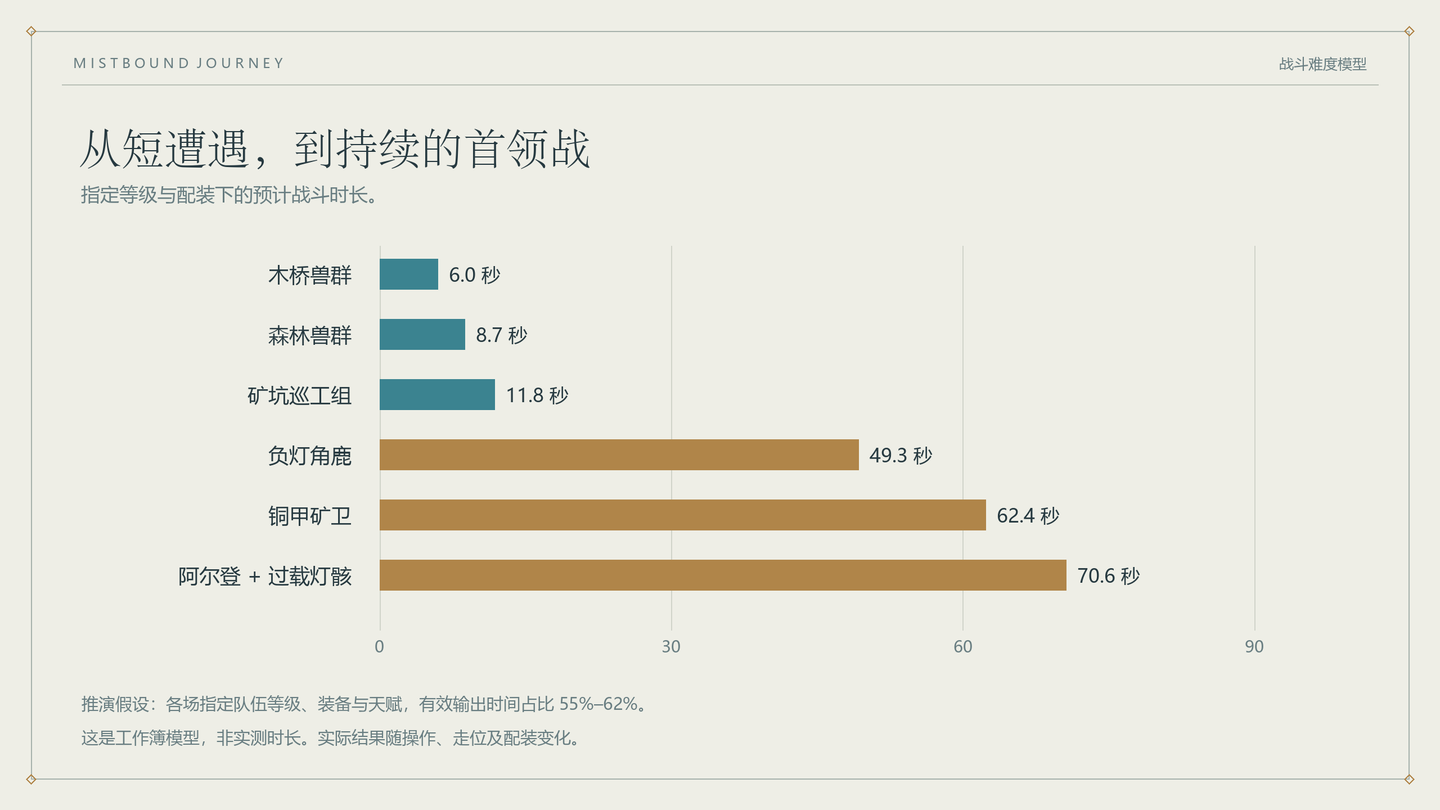 MISTBOUND JOURNEY
战斗难度模型
从短遭遇，到持续的首领战
指定等级与配装下的预计战斗时长。
木桥兽群 6.0 秒
森林兽群 8.7 秒
矿坑巡工组 11.8 秒
负灯角鹿 49.3 秒
铜甲矿卫 62.4 秒
阿尔登 + 过载灯骸 70.6 秒
0 30 60 90
推演假设：各场指定队伍等级、装备与天赋，有效输出时间占比 55%–62%。
这是工作簿模型，非实测时长。实际结果随操作、走位及配装变化。